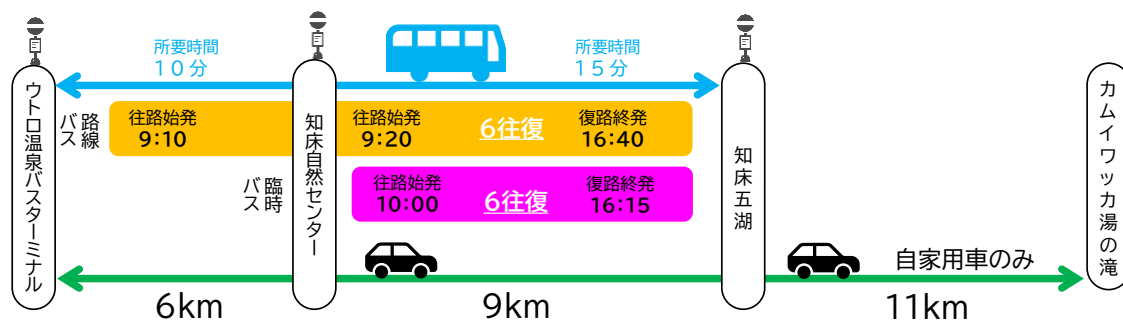 所要時間
10分
所要時間
15分
ウトロ温泉バスターミナル
路線
バス
往路始発
9:10
知床自然センター
往路始発
9:20
6往復
復路終発
16:40
知床五湖
カムイワッカ湯の滝
臨時
バス
往路始発
10:00
6往復
復路終発
16:15
自家用車のみ
6km
9km
11km